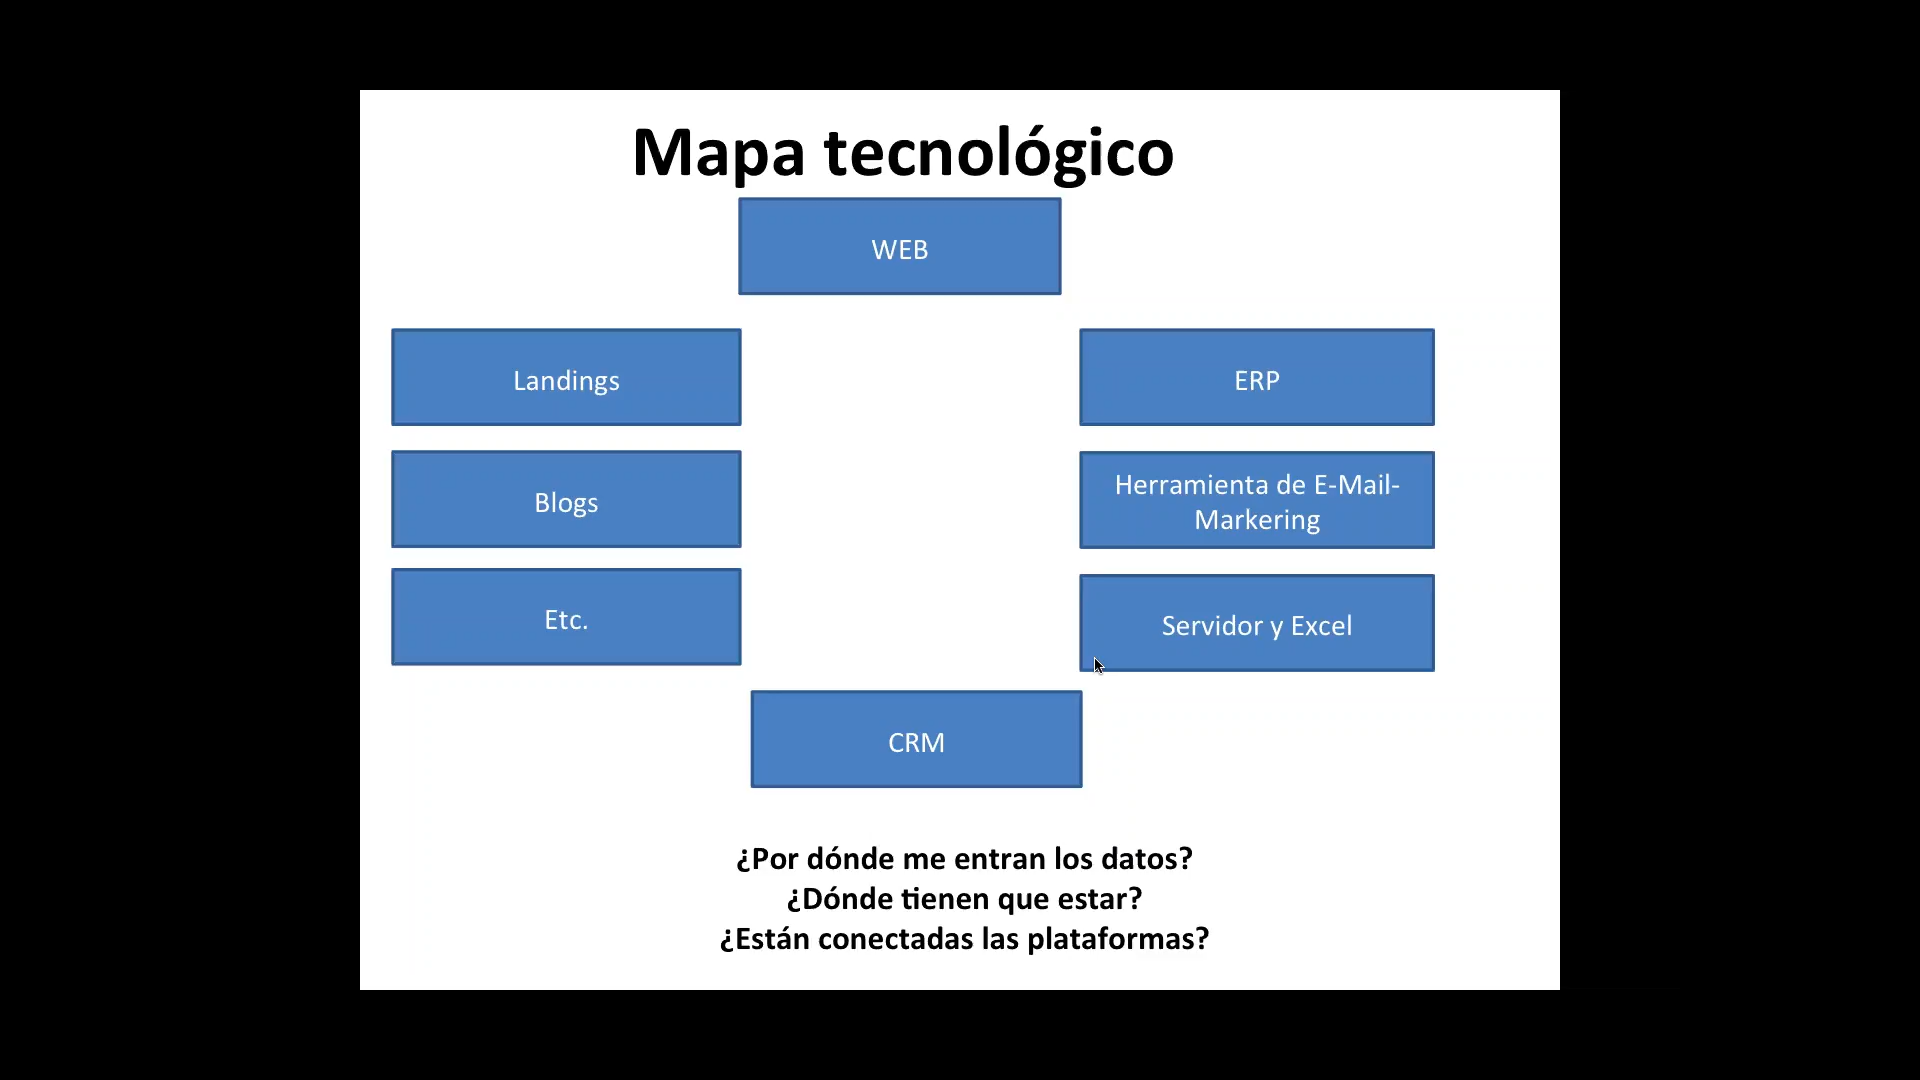 Mapa tecnológico
WEB
Landings
ERP
Blogs
Herramienta de E-Mail-
Markering
Etc.
Servidor y Excel
CRM
¿Por dónde me entran los datos?
¿Dónde tienen que estar?
¿Están conectadas las plataformas?